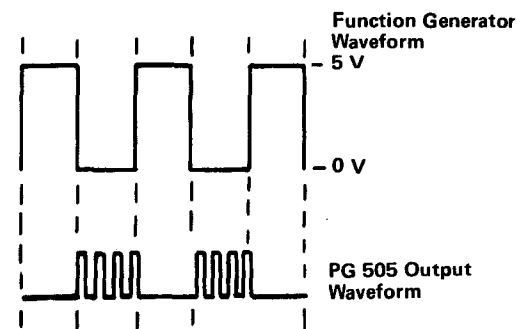 Function Generator
Waveform
– 5 V
– 0 V
PG 505 Output
Waveform